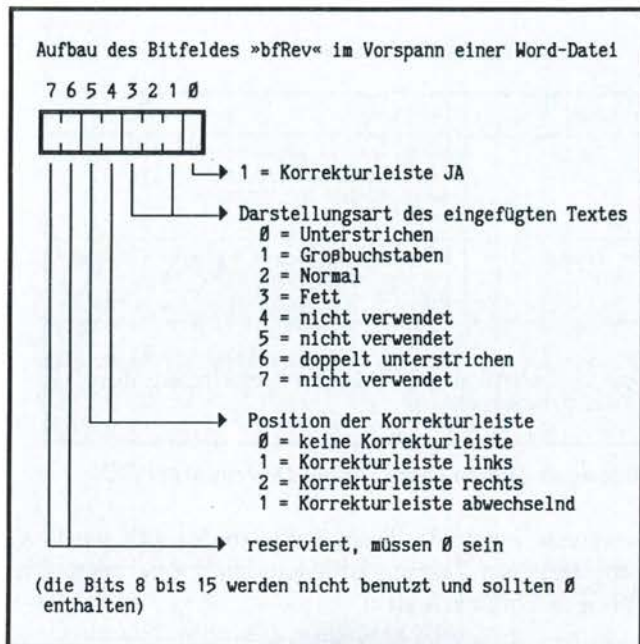 Aufbau des Bitfeldes »bfRev« im Vorspann einer Word-Datei
7 6 5 4 3 2 1 Ø
1 = Korrekturleiste JA
Darstellungsart des eingefügten Textes
Ø = Unterstrichen
1 = Großbuchstaben
2 = Normal
3 = Fett
4 = nicht verwendet
5 = nicht verwendet
6 = doppelt unterstrichen
7 = nicht verwendet
Position der Korrekturleiste
Ø = keine Korrekturleiste
1 = Korrekturleiste links
2 = Korrekturleiste rechts
1 = Korrekturleiste abwechselnd
reserviert, müssen Ø sein
(die Bits 8 bis 15 werden nicht benutzt und sollten Ø
enthalten)